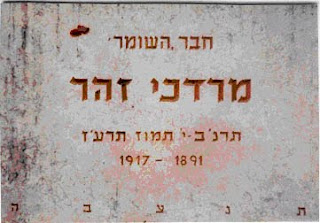 חבר ׳השומר׳
מרדכי זהר
תרנ׳ב-י תמוז תרע׳ז
1917 - 1891
ת נ צ ב ה